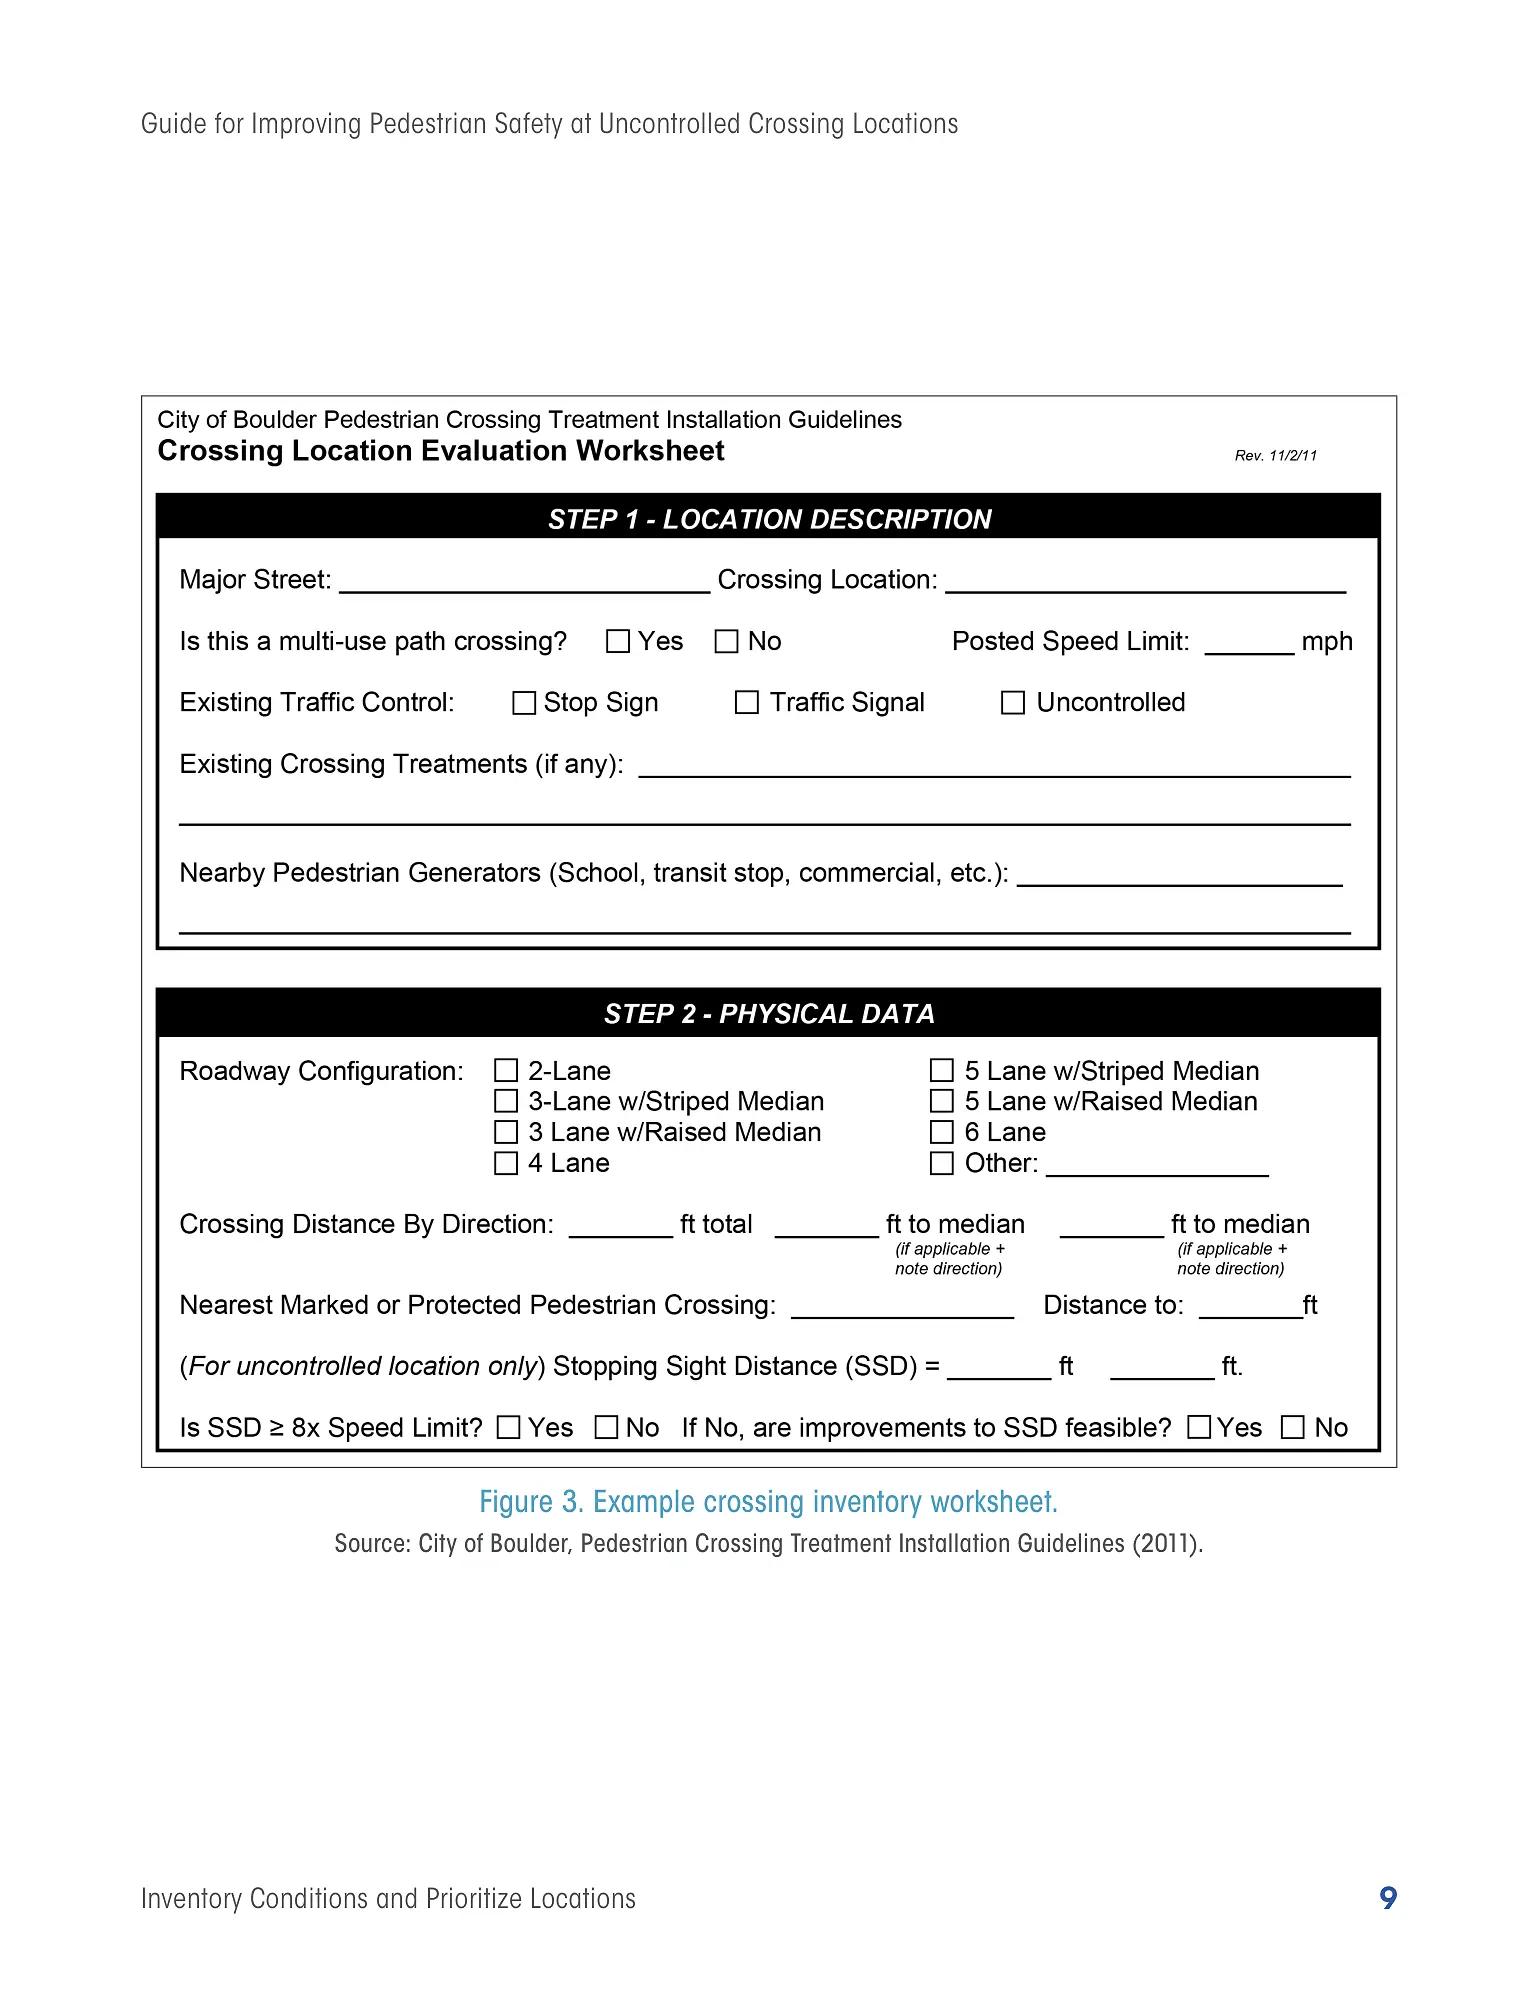 Guide for Improving Pedestrian Safety at Uncontrolled Crossing Locations
City of Boulder Pedestrian Crossing Treatment Installation Guidelines
Crossing Location Evaluation Worksheet Rev. 11/2/11
STEP 1 - LOCATION DESCRIPTION
Major Street: Crossing Location:
Is this a multi-use path crossing? Yes No Posted Speed Limit: mph
Existing Traffic Control: Stop Sign Traffic Signal Uncontrolled
Existing Crossing Treatments (if any):
Nearby Pedestrian Generators (School, transit stop, commercial, etc.):
STEP 2 - PHYSICAL DATA
Roadway Configuration: 2-Lane 5 Lane w/Striped Median
3-Lane w/Striped Median 5 Lane w/Raised Median
3 Lane w/Raised Median 6 Lane
4 Lane Other:
Crossing Distance By Direction: ft total ft to median ft to median
(if applicable + (if applicable +
note direction) note direction)
Nearest Marked or Protected Pedestrian Crossing: Distance to: ft
(For uncontrolled location only) Stopping Sight Distance (SSD) = ft ft.
Is SSD ≥ 8x Speed Limit? Yes No If No, are improvements to SSD feasible? Yes No
Figure 3. Example crossing inventory worksheet.
Source: City of Boulder, Pedestrian Crossing Treatment Installation Guidelines (2011).
Inventory Conditions and Prioritize Locations 9